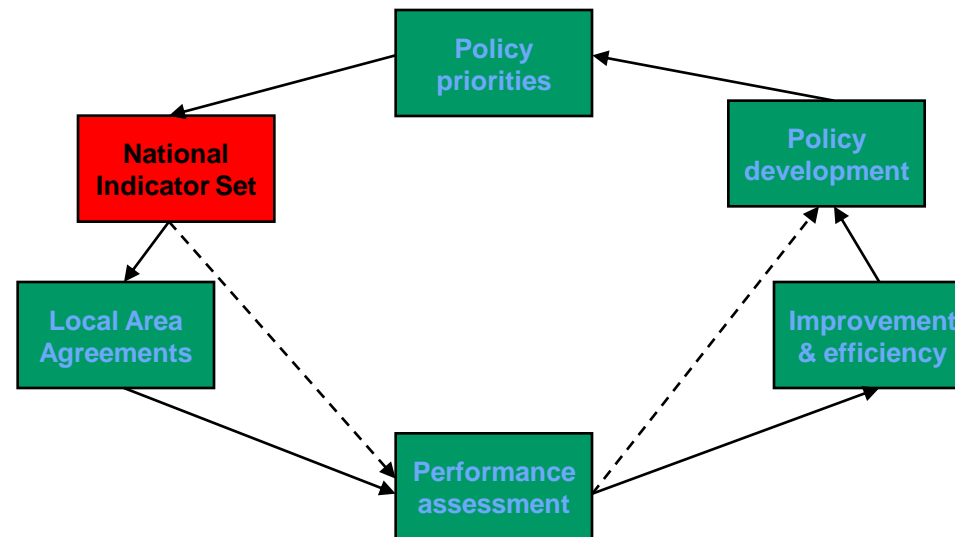 Policy
priorities
Policy
development
National
Indicator Set
Local Area
Agreements
Improvement
& efficiency
Performance
assessment